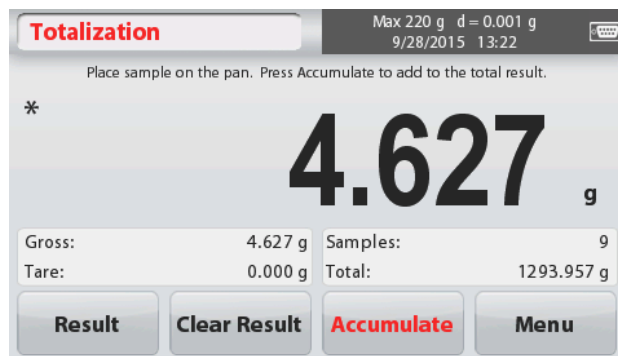 Totalization
Max 220 g d = 0.001 g
9/28/2015 13:22
Place sample on the pan. Press Accumulate to add to the total result.
*
4.627 g
Gross: 4.627 g Samples: 9
Tare: 0.000 g Total: 1293.957 g
Result Clear Result Accumulate Menu